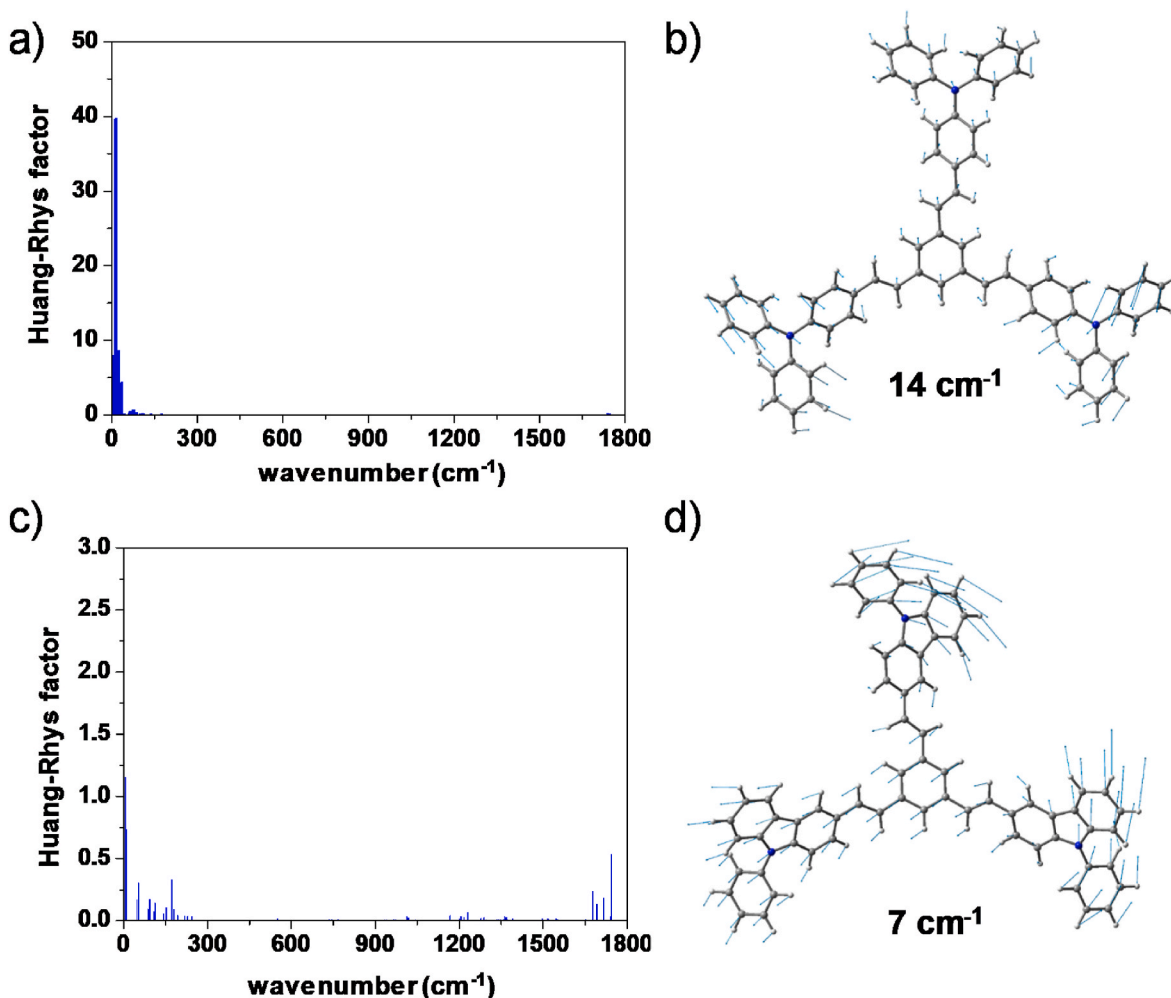 a)
50
40
30
20
10
0
Huang-Rhys factor
0 300 600 900 1200 1500 1800
wavenumber (cm-1)
b)
14 cm-1
c)
3.0
2.5
2.0
1.5
1.0
0.5
0.0
Huang-Rhys factor
0 300 600 900 1200 1500 1800
wavenumber (cm-1)
d)
7 cm-1